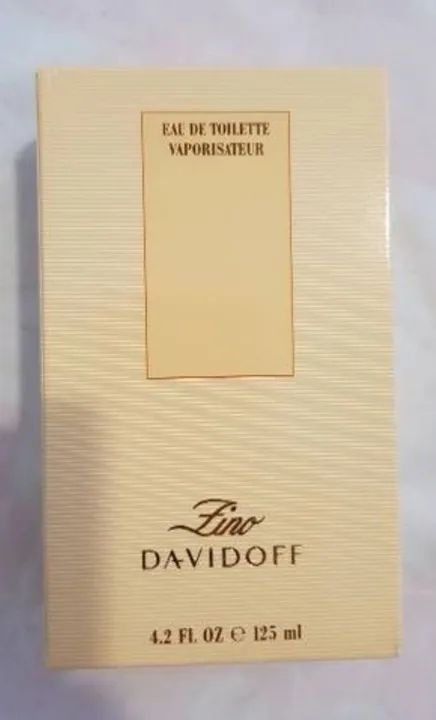 EAU DE TOILETTE
VAPORISATEUR
Zino
DAVIDOFF
4.2 FL. OZ ℮ 125 ml